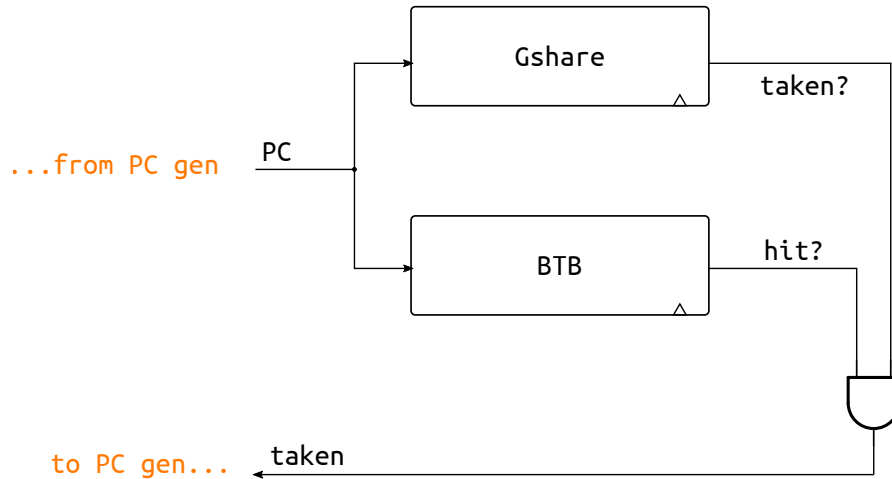 Gshare
taken?
PC
...from PC gen
hit?
BTB
taken
to PC gen...